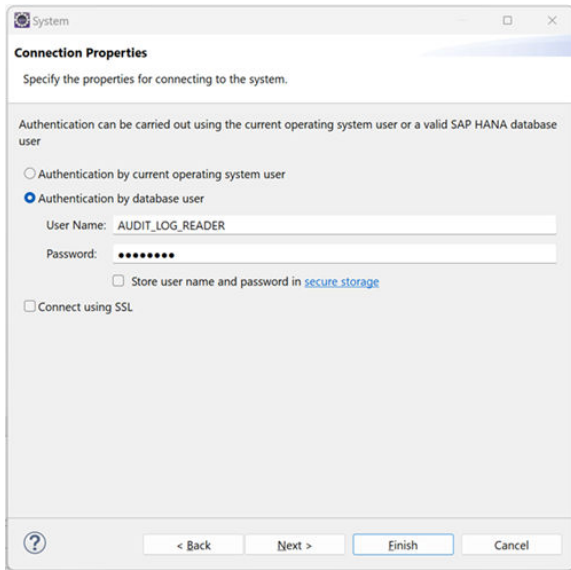 System
Connection Properties
Specify the properties for connecting to the system.
Authentication can be carried out using the current operating system user or a valid SAP HANA database
user
Authentication by current operating system user
Authentication by database user
User Name: AUDIT_LOG_READER
Password: ●●●●●●●●
Store user name and password in secure storage
Connect using SSL
?
< Back Next > Finish Cancel